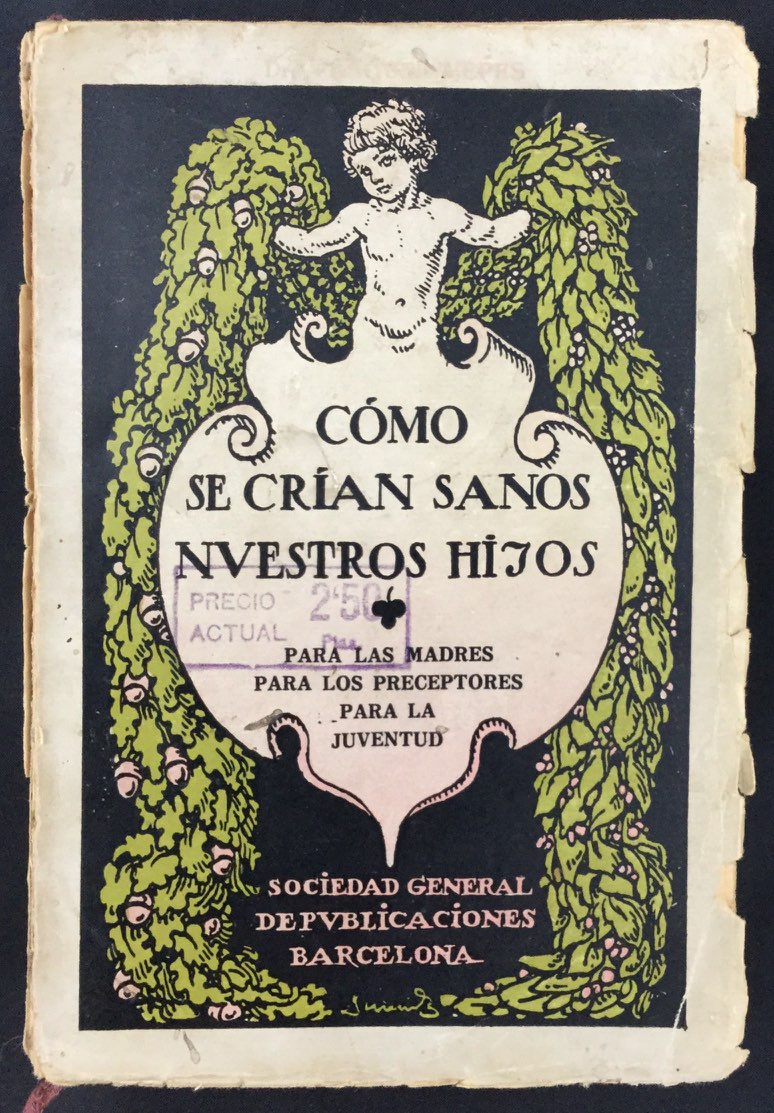 CÓMO
SE CRÍAN SANOS
NVESTROS HiJOS
PRECIO 2'50
ACTUAL
PARA LAS MADRES
PARA LOS PRECEPTORES
PARA LA
JUVENTUD
SOCiEDAD GENERAL
DE PVBLiCACiONES
BARCELONA